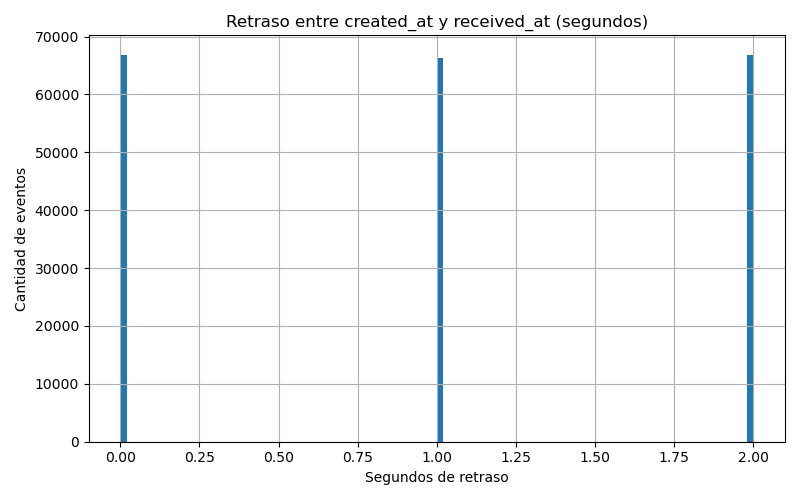 Retraso entre created_at y received_at (segundos)
70000
60000
50000
40000
30000
20000
10000
0
Cantidad de eventos
0.00 0.25 0.50 0.75 1.00 1.25 1.50 1.75 2.00
Segundos de retraso